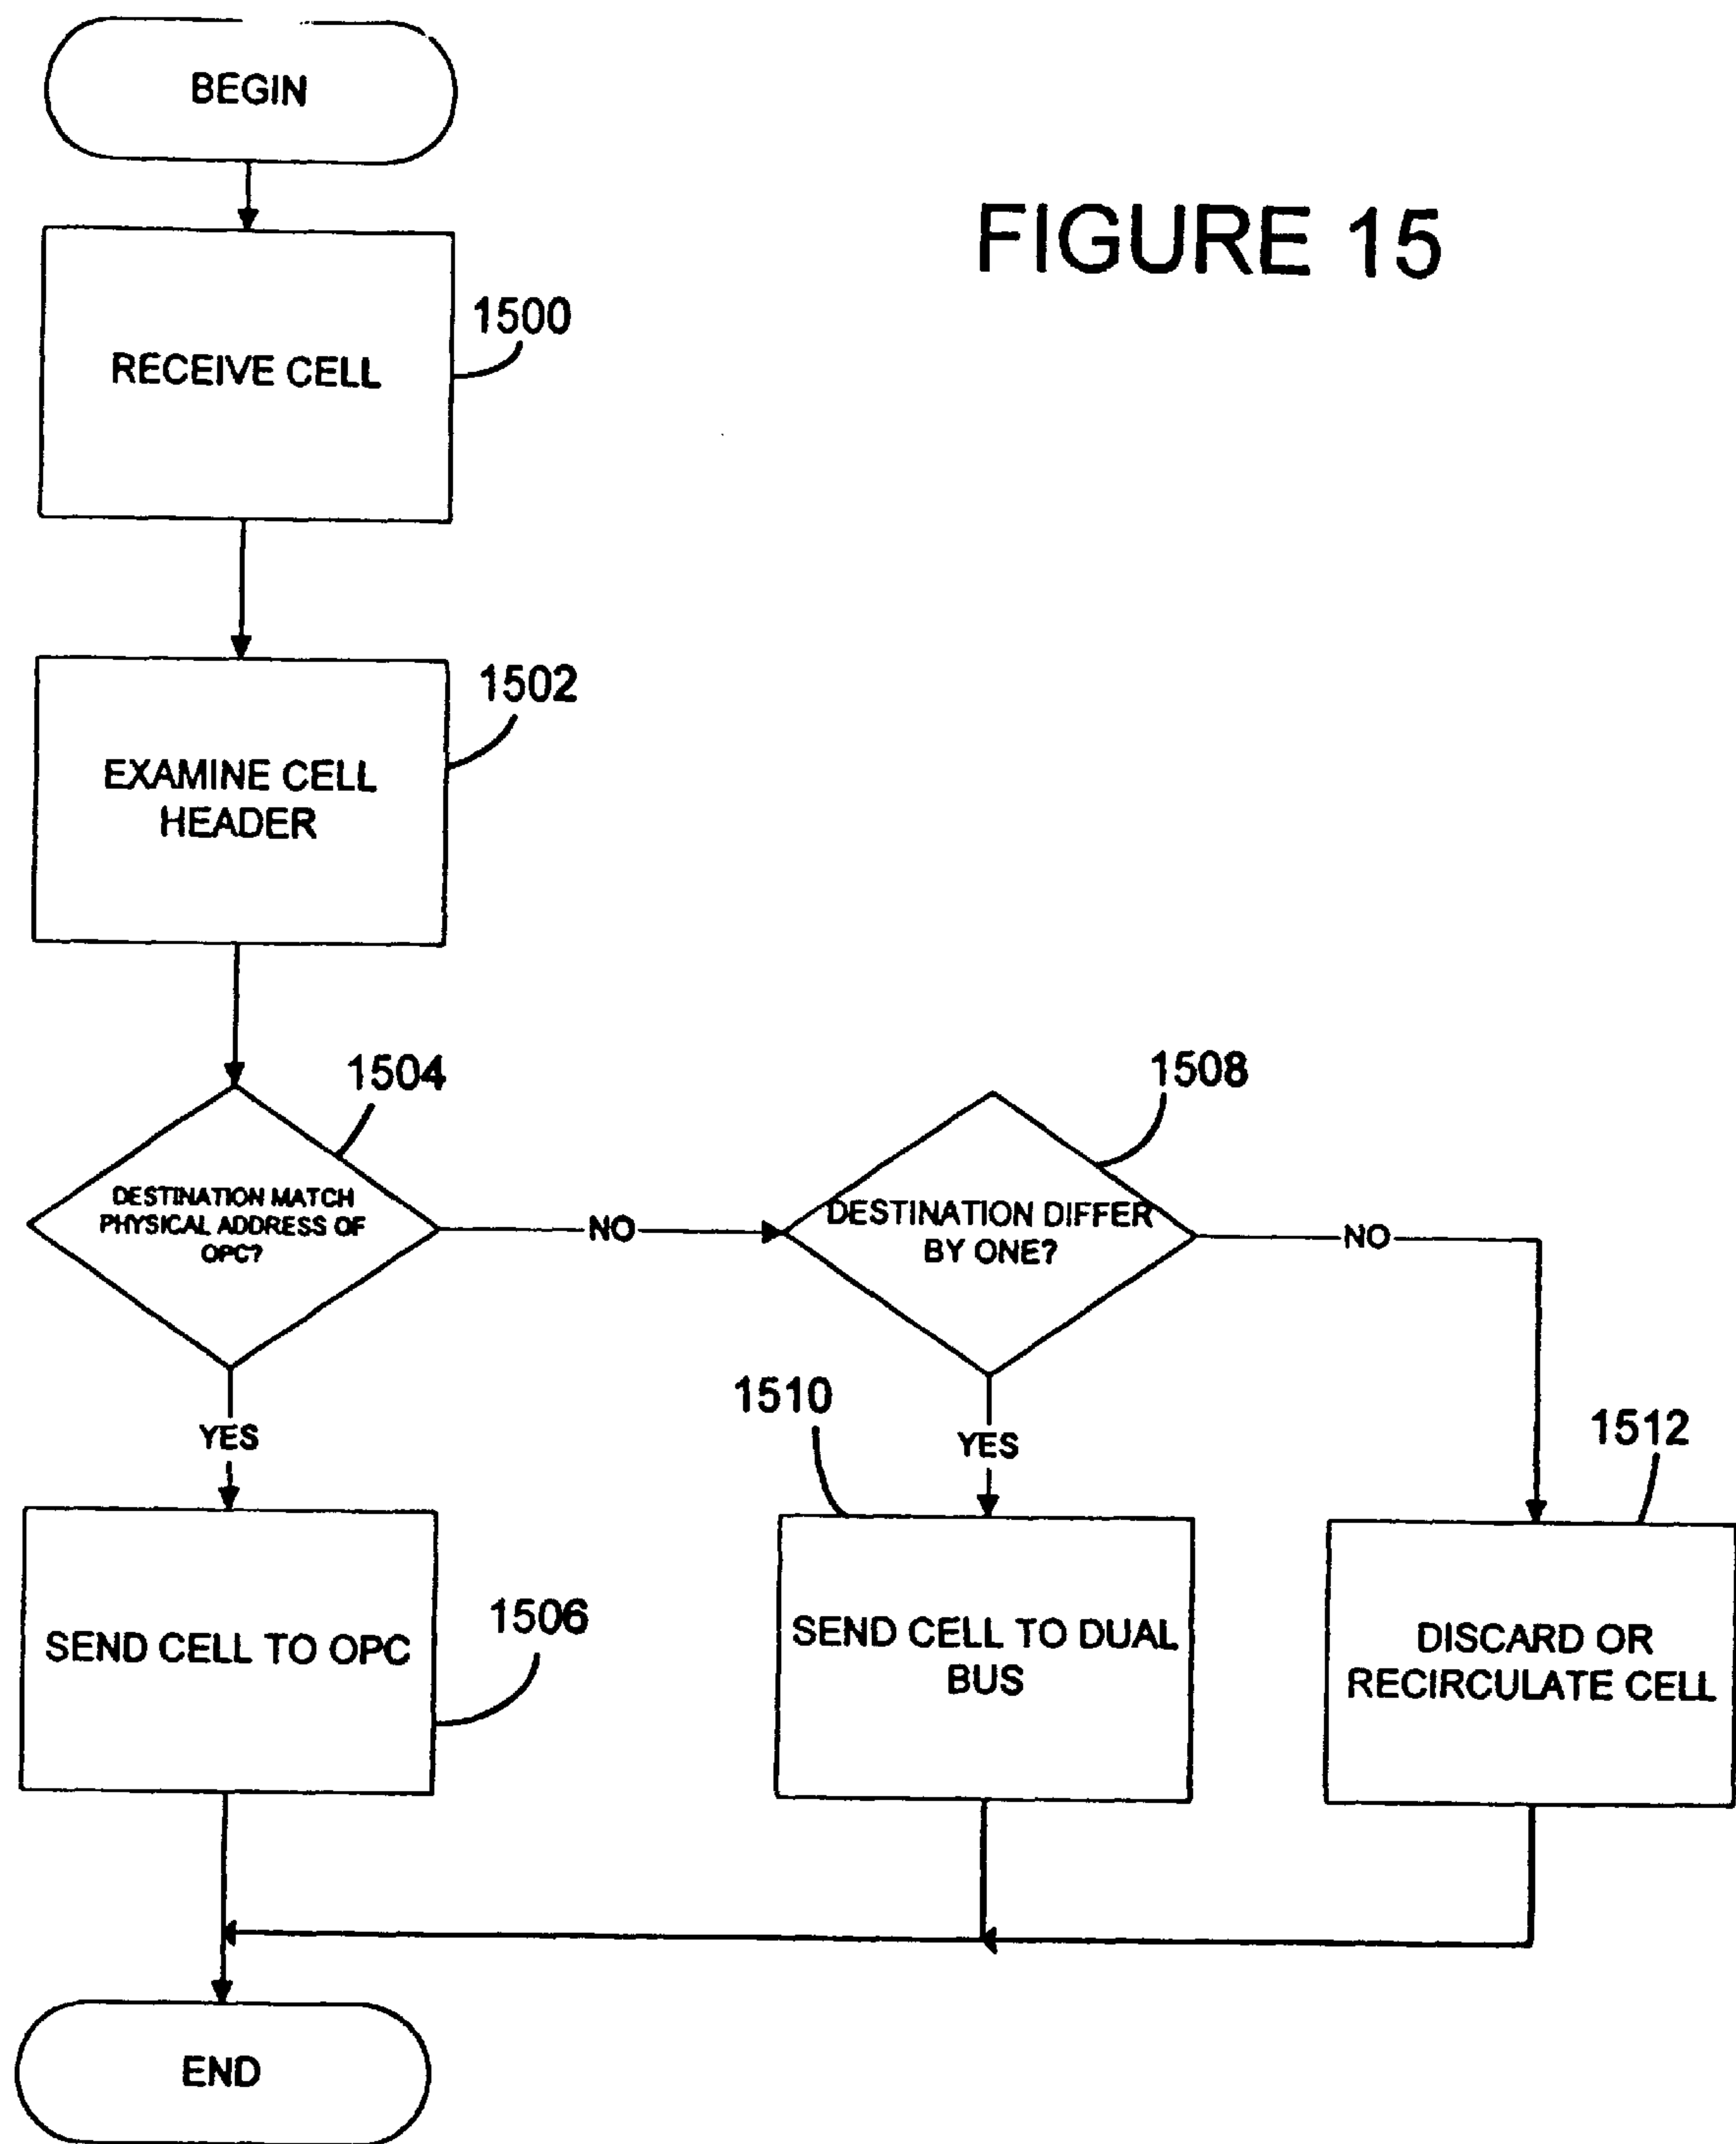 BEGIN
FIGURE 15
1500
RECEIVE CELL
1502
EXAMINE CELL
HEADER
1504
DESTINATION MATCH
PHYSICAL ADDRESS OF
OPC?
NO
1508
DESTINATION DIFFER
BY ONE?
NO
YES
1510
YES
1512
SEND CELL TO OPC
1506
SEND CELL TO DUAL
BUS
DISCARD OR
RECIRCULATE CELL
END